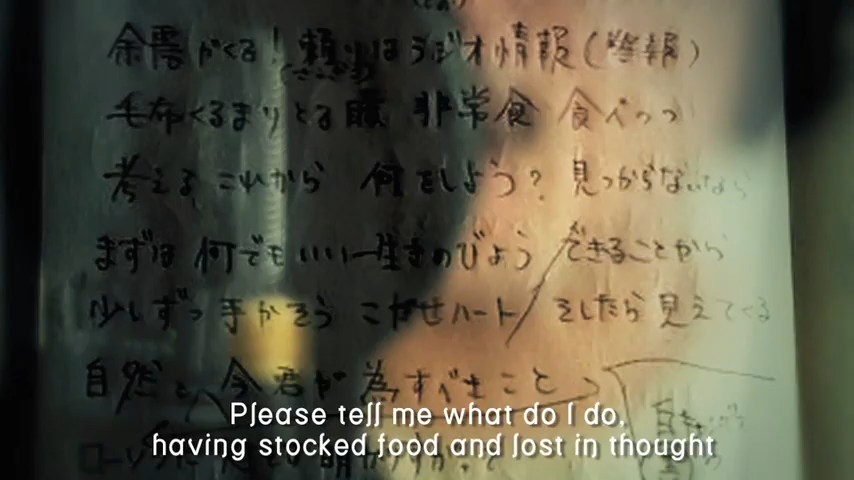 余震がくる！頼りはラジオ情報（警報）
毛布くるまりとる暖 非常食 食べつつ
考える これから 何をしよう？ 見つからないなら
まずは何でもいい 生きのびよう できることから
少しずつ手かそう こがせハート／そしたら見えてくる
自然と今君が為すべきこと
Please tell me what do I do,
having stocked food and lost in thought